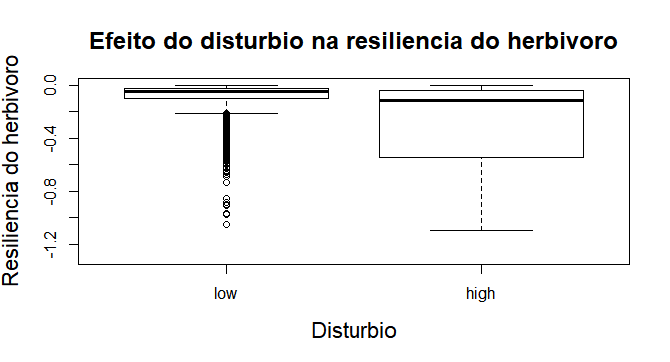 Efeito do disturbio na resiliencia do herbivoro
Resiliencia do herbivoro
0.0
-0.4
-0.8
-1.2
low
high
Disturbio